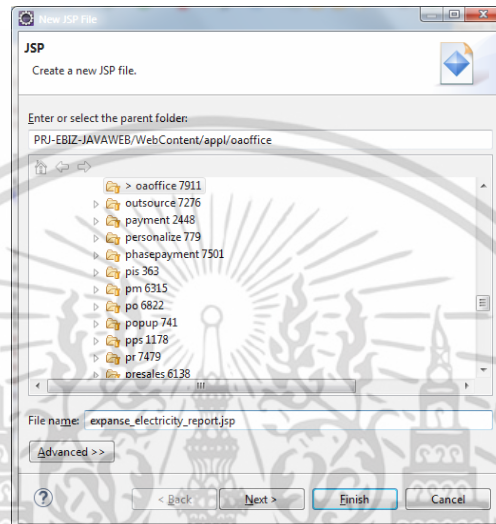 New JSP File
JSP
Create a new JSP file.
Enter or select the parent folder:
PRJ-EBIZ-JAVAWEB/WebContent/appl/oaoffice
> oaoffice 7911
outsource 7276
payment 2448
personalize 779
phasepayment 7501
pis 363
pm 6315
po 6822
popup 741
pps 1178
pr 7479
presales 6138
File name: expanse_electricity_report.jsp
Advanced >>
? < Back Next > Finish Cancel